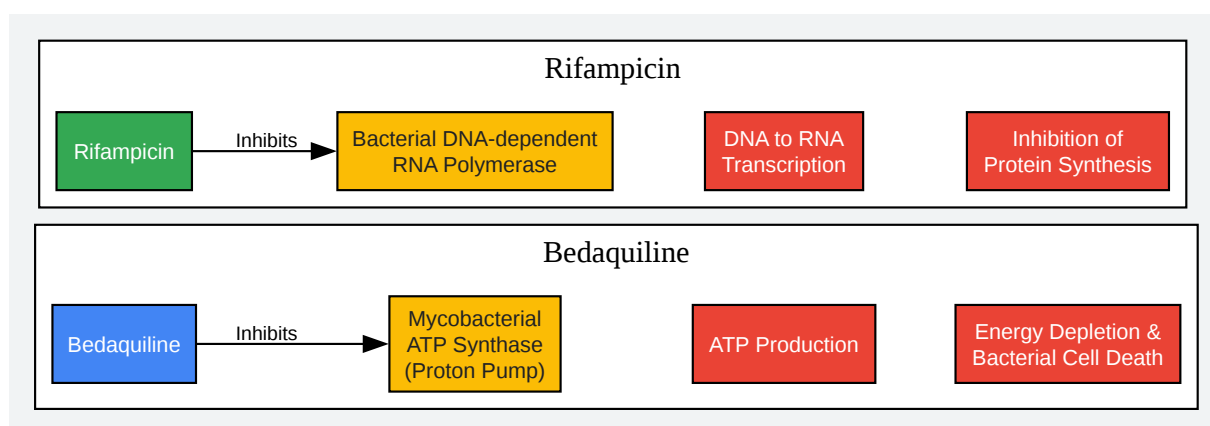 Rifampicin
Rifampicin
Inhibits
Bacterial DNA-dependent
RNA Polymerase
DNA to RNA
Transcription
Inhibition of
Protein Synthesis
Bedaquiline
Bedaquiline
Inhibits
Mycobacterial
ATP Synthase
(Proton Pump)
ATP Production
Energy Depletion &
Bacterial Cell Death